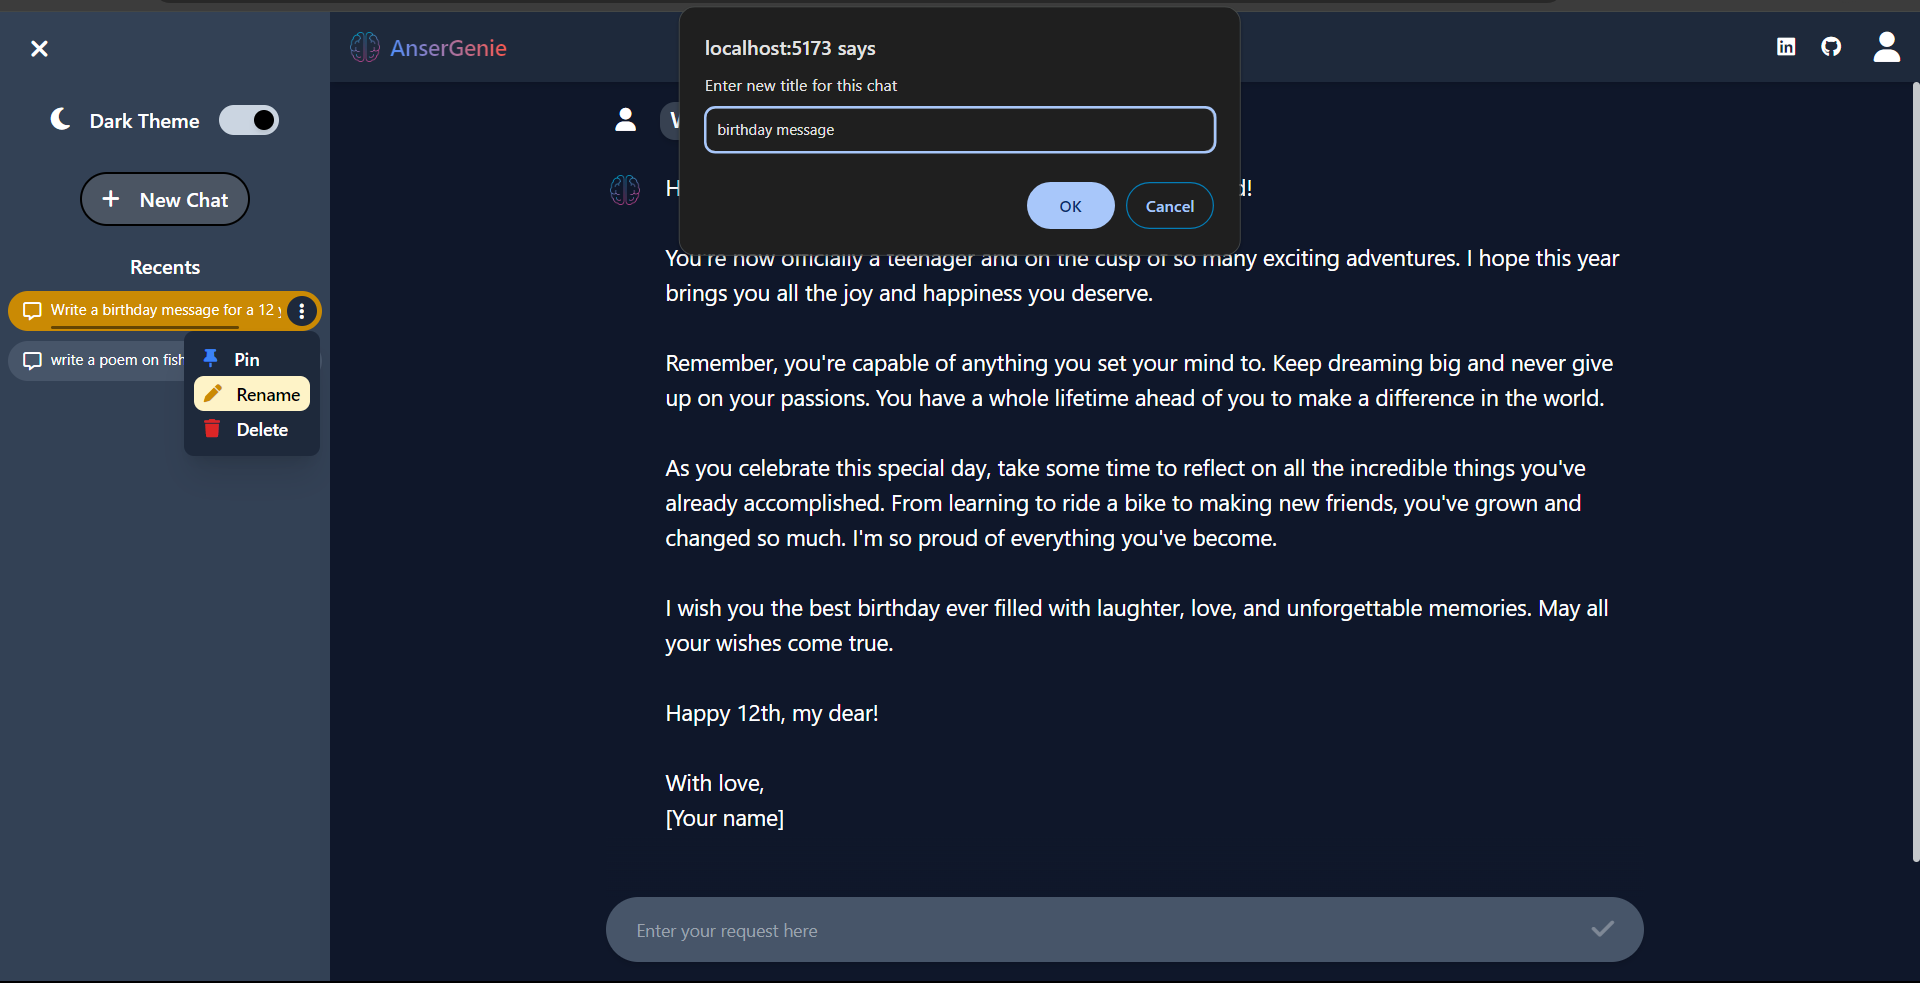 AnserGenie
Dark Theme
New Chat
Recents
Write a birthday message for a 12
write a poem on fish
Pin
Rename
Delete
localhost:5173 says
Enter new title for this chat
birthday message
OK
Cancel
You're now officially a teenager and on the cusp of so many exciting adventures. I hope this year
brings you all the joy and happiness you deserve.
Remember, you're capable of anything you set your mind to. Keep dreaming big and never give
up on your passions. You have a whole lifetime ahead of you to make a difference in the world.
As you celebrate this special day, take some time to reflect on all the incredible things you've
already accomplished. From learning to ride a bike to making new friends, you've grown and
changed so much. I'm so proud of everything you've become.
I wish you the best birthday ever filled with laughter, love, and unforgettable memories. May all
your wishes come true.
Happy 12th, my dear!
With love,
[Your name]
Enter your request here